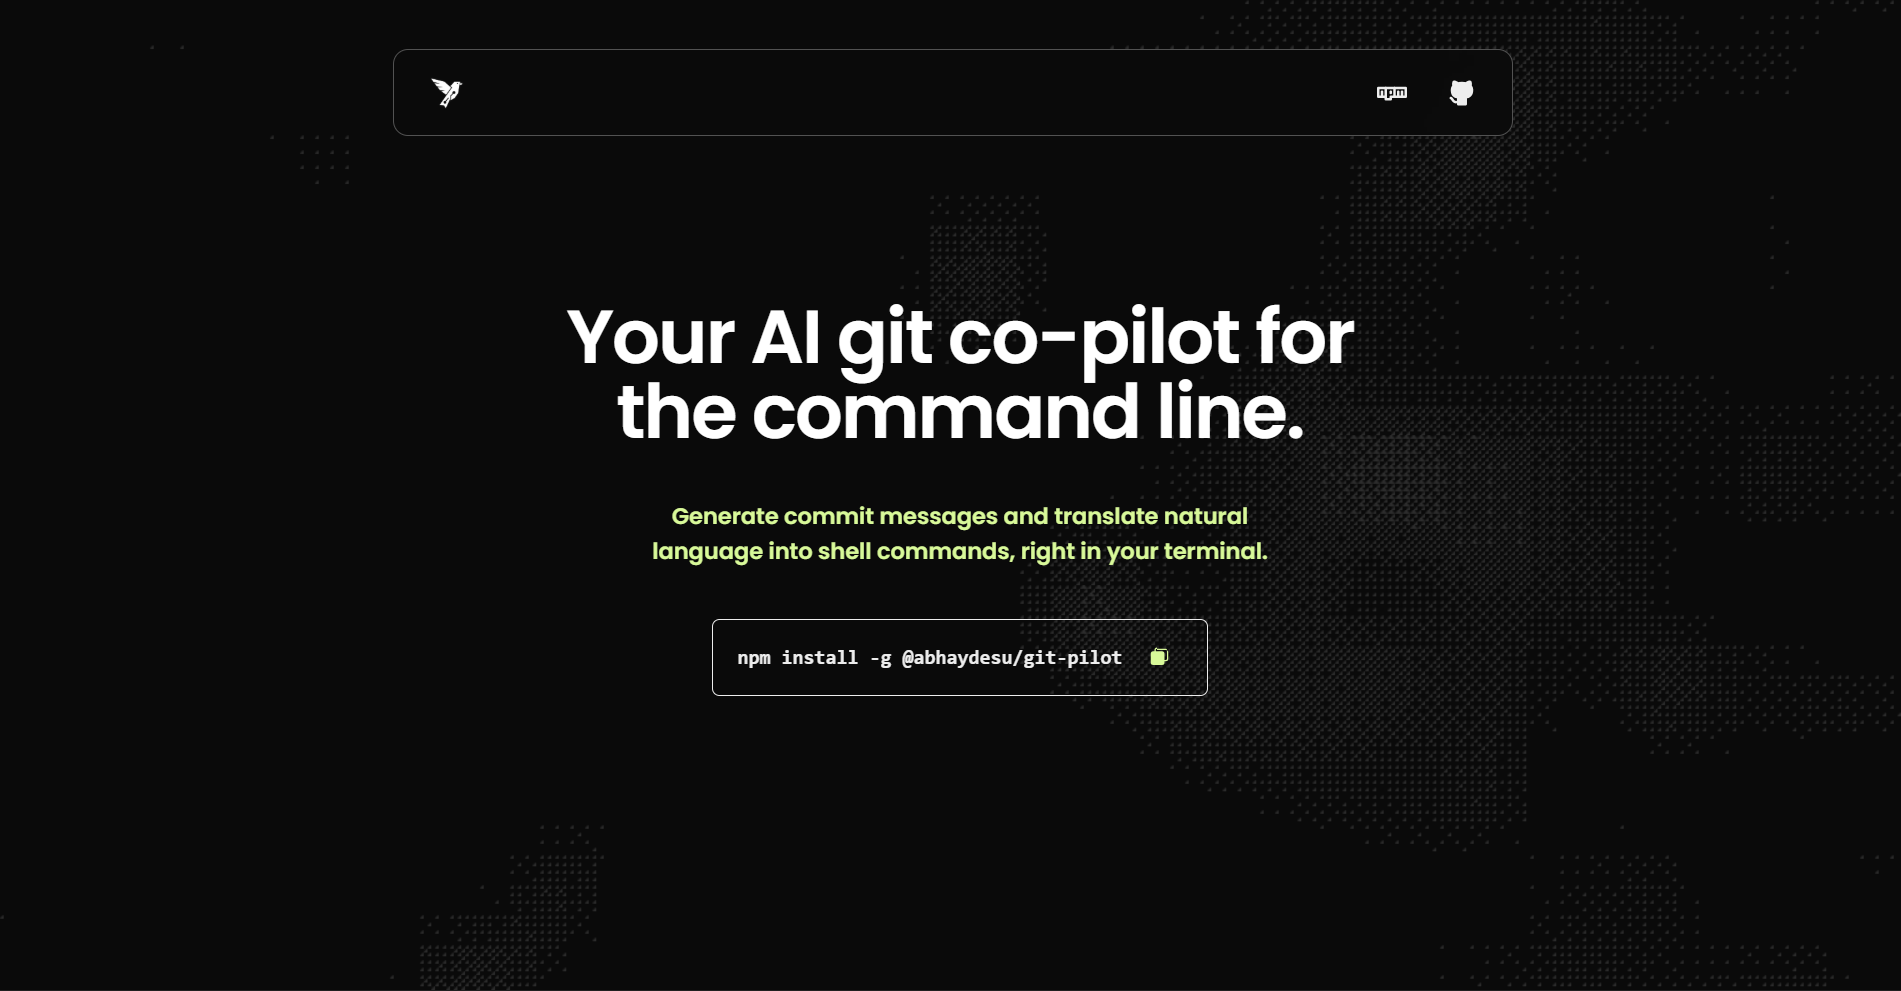 npm
Your AI git co-pilot for
the command line.
Generate commit messages and translate natural
language into shell commands, right in your terminal.
npm install -g @abhaydesu/git-pilot